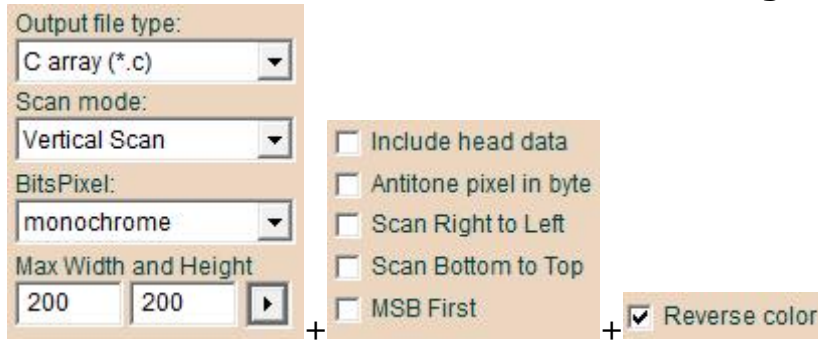 Output file type:
C array (*.c)
Scan mode:
Vertical Scan
BitsPixel:
monochrome
Max Width and Height
200 200
+
Include head data
Antitone pixel in byte
Scan Right to Left
Scan Bottom to Top
MSB First
+
Reverse color